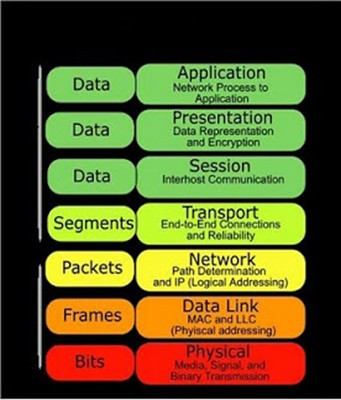 Data
Application
Network Process to
Application
Data
Presentation
Data Representation
and Encryption
Data
Session
Interhost Communication
Segments
Transport
End-to-End Connections
and Reliability
Packets
Network
Path Determination
and IP (Logical Addressing)
Frames
Data Link
MAC and LLC
(Phyiscal addressing)
Bits
Physical
Media, Signal, and
Binary Transmission